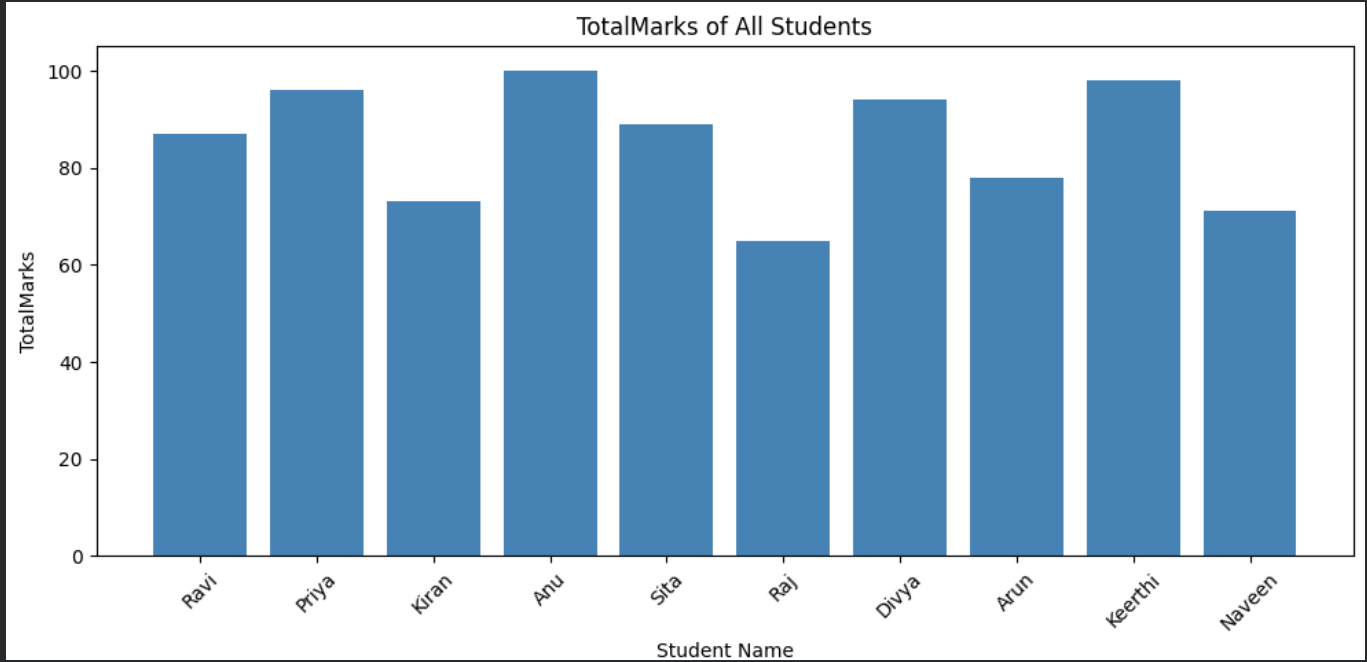 TotalMarks of All Students
100
80
60
40
20
0
TotalMarks
Ravi
Priya
Kiran
Anu
Sita
Raj
Divya
Arun
Keerthi
Naveen
Student Name